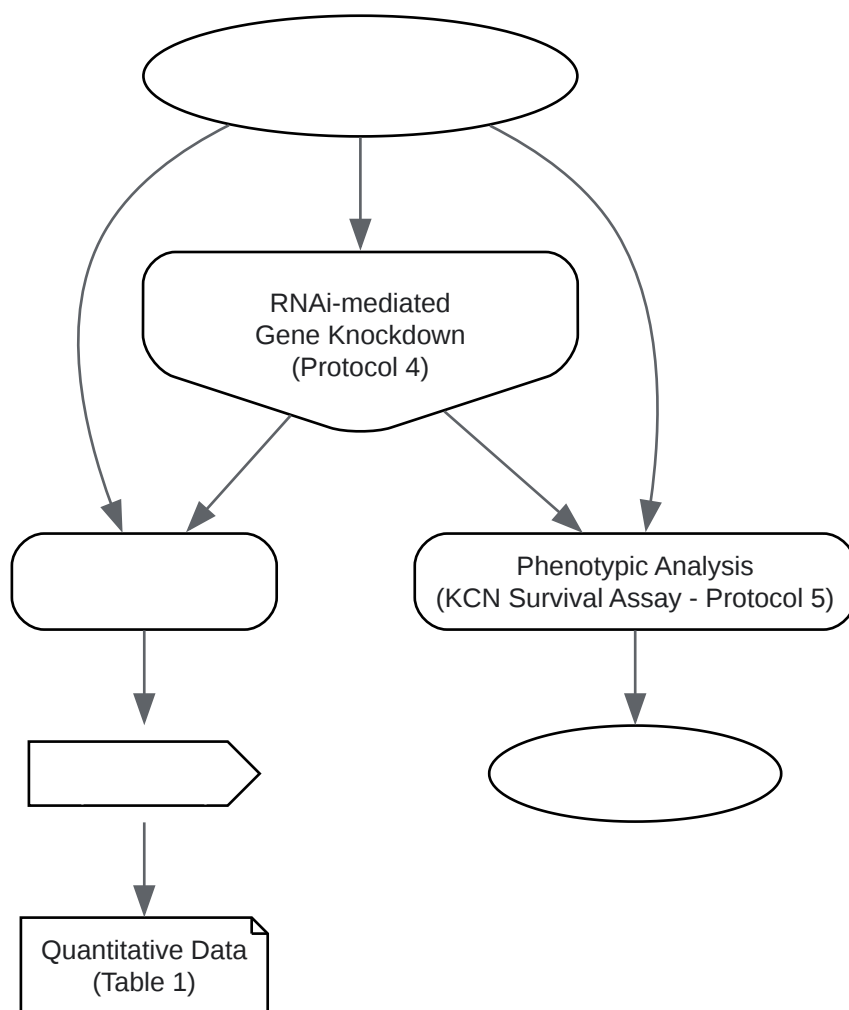 RNAi-mediated
Gene Knockdown
(Protocol 4)
Phenotypic Analysis
(KCN Survival Assay - Protocol 5)
Quantitative Data
(Table 1)